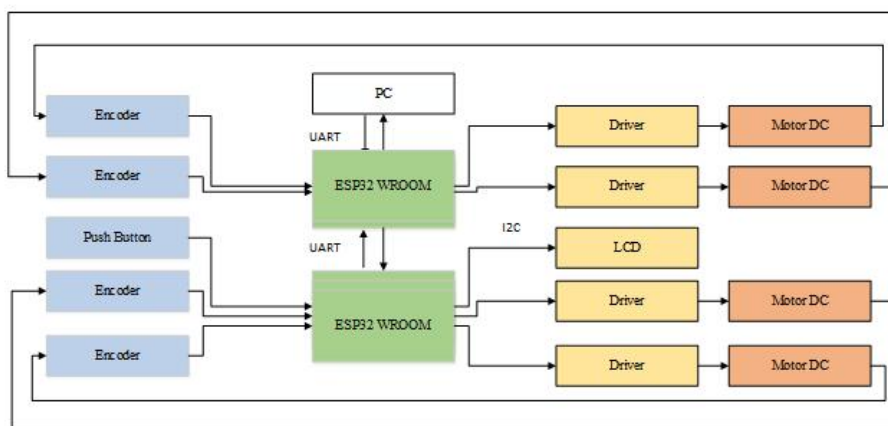 PC
Encoder
Driver
Motor DC
UART
Encoder
ESP32 WROOM
Driver
Motor DC
Push Button
I2C
UART
LCD
Encoder
ESP32 WROOM
Driver
Motor DC
Encoder
Driver
Motor DC